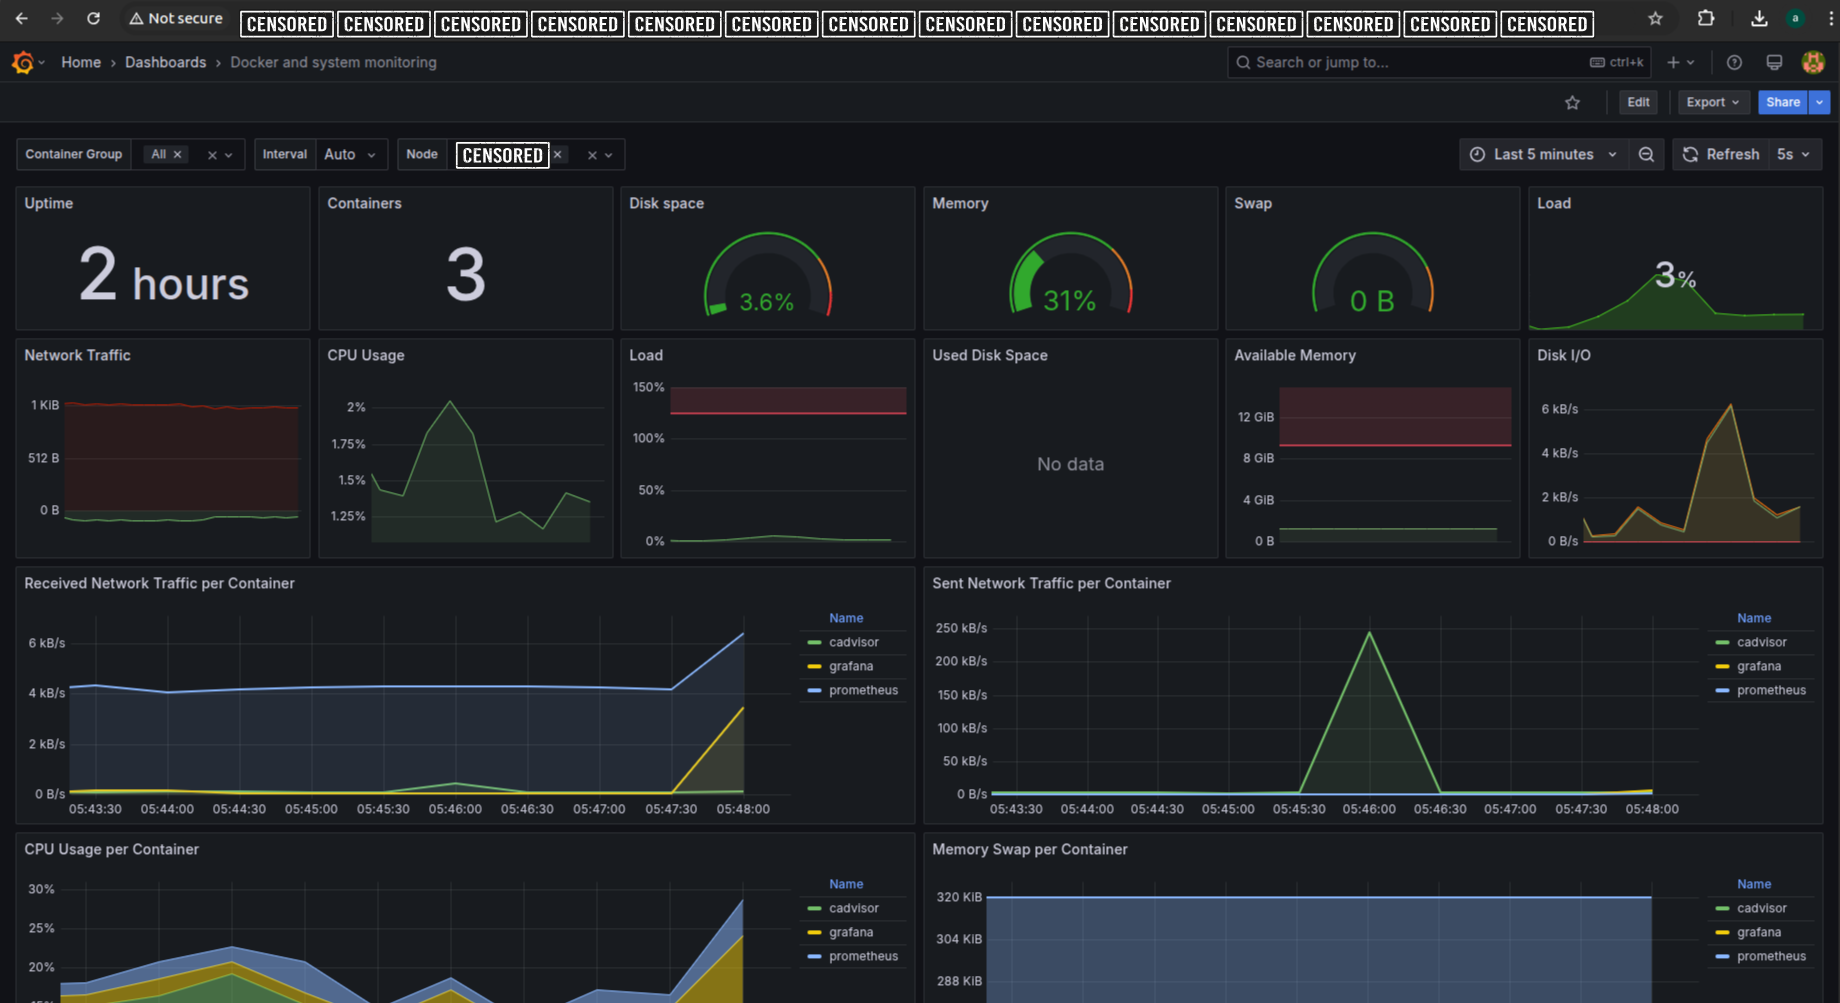 Not secure CENSORED CENSORED CENSORED CENSORED CENSORED CENSORED CENSORED CENSORED CENSORED CENSORED CENSORED CENSORED CENSORED CENSORED a
Home › Dashboards › Docker and system monitoring Search or jump to... ctrl+k
Edit Export Share
Container Group All × Interval Auto Node CENSORED × Last 5 minutes Refresh 5s
Uptime
2 hours
Containers
3
Disk space
3.6%
Memory
31%
Swap
0 B
Load
3%
Network Traffic
1 KiB
512 B
0 B
CPU Usage
2%
1.75%
1.5%
1.25%
Load
150%
100%
50%
0%
Used Disk Space
No data
Available Memory
12 GiB
8 GiB
4 GiB
0 B
Disk I/O
6 kB/s
4 kB/s
2 kB/s
0 B/s
Received Network Traffic per Container
6 kB/s
4 kB/s
2 kB/s
0 B/s
05:43:30 05:44:00 05:44:30 05:45:00 05:45:30 05:46:00 05:46:30 05:47:00 05:47:30 05:48:00
Name
cadvisor
grafana
prometheus
Sent Network Traffic per Container
250 kB/s
200 kB/s
150 kB/s
100 kB/s
50 kB/s
0 B/s
05:43:30 05:44:00 05:44:30 05:45:00 05:45:30 05:46:00 05:46:30 05:47:00 05:47:30 05:48:00
Name
cadvisor
grafana
prometheus
CPU Usage per Container
30%
25%
20%
Name
cadvisor
grafana
prometheus
Memory Swap per Container
320 KiB
304 KiB
288 KiB
Name
cadvisor
grafana
prometheus